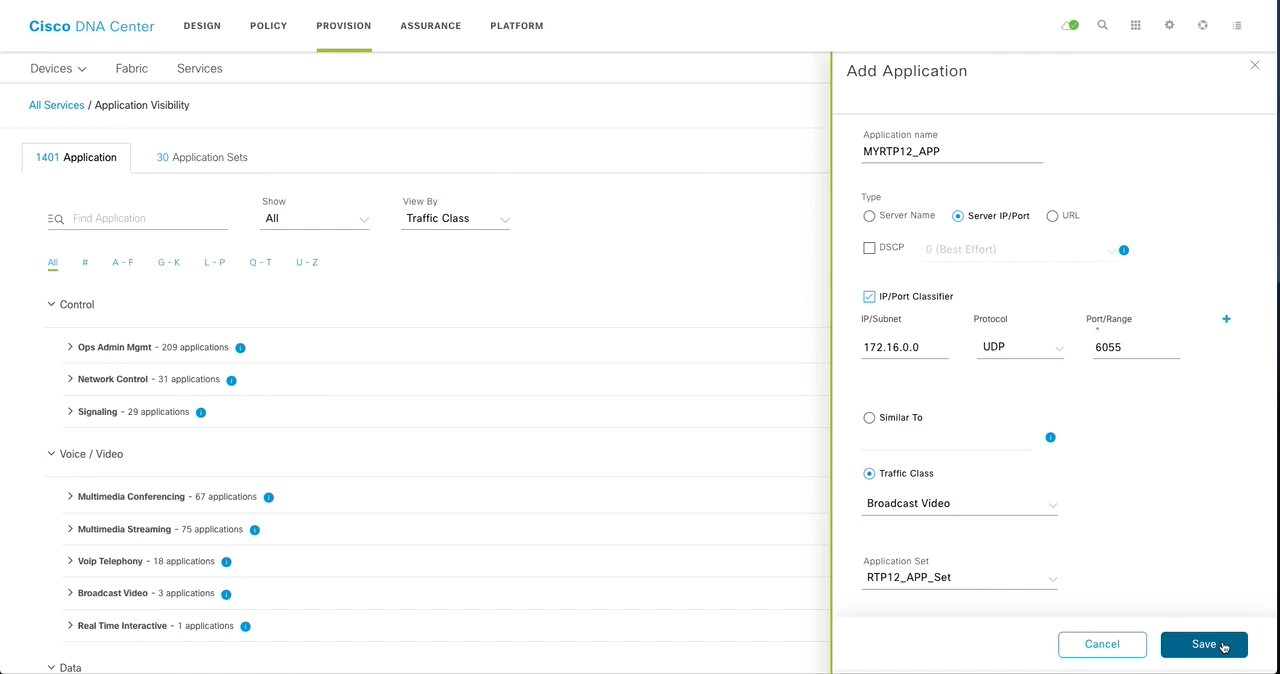 Cisco DNA Center
DESIGN POLICY PROVISION ASSURANCE PLATFORM
Devices Fabric Services
All Services / Application Visibility
1401 Application 30 Application Sets
Find Application
Show
All
View By
Traffic Class
All # A - F G - K L - P Q - T U - Z
Control
Ops Admin Mgmt - 209 applications
Network Control - 31 applications
Signaling - 29 applications
Voice / Video
Multimedia Conferencing - 67 applications
Multimedia Streaming - 75 applications
Voip Telephony - 18 applications
Broadcast Video - 3 applications
Real Time Interactive - 1 applications
Data
Add Application
Application name
MYRTP12_APP
Type
Server Name Server IP/Port URL
DSCP 0 (Best Effort)
IP/Port Classifier
IP/Subnet Protocol Port/Range
*
172.16.0.0 UDP 6055
Similar To
Traffic Class
Broadcast Video
Application Set
RTP12_APP_Set
Cancel Save